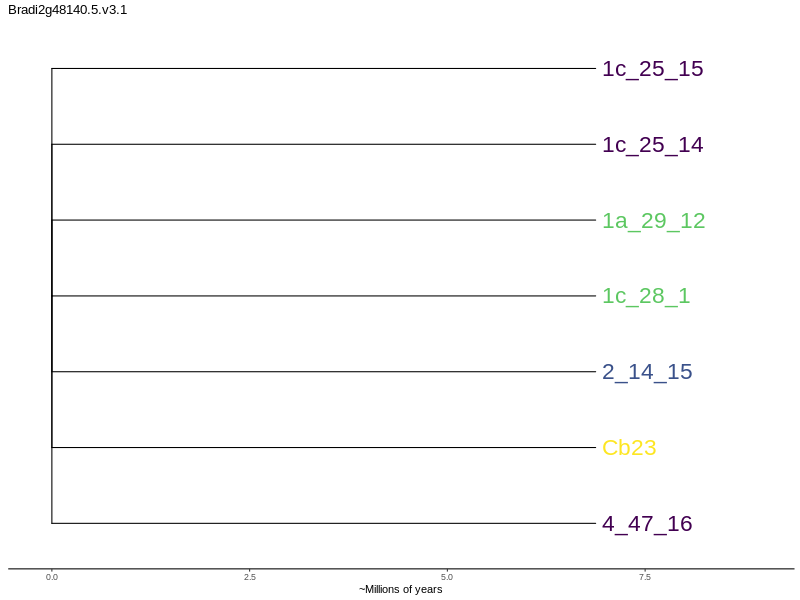 Bradi2g48140.5.v3.1
1c_25_15
1c_25_14
1a_29_12
1c_28_1
2_14_15
Cb23
4_47_16
0.0 2.5 5.0 7.5
~Millions of years